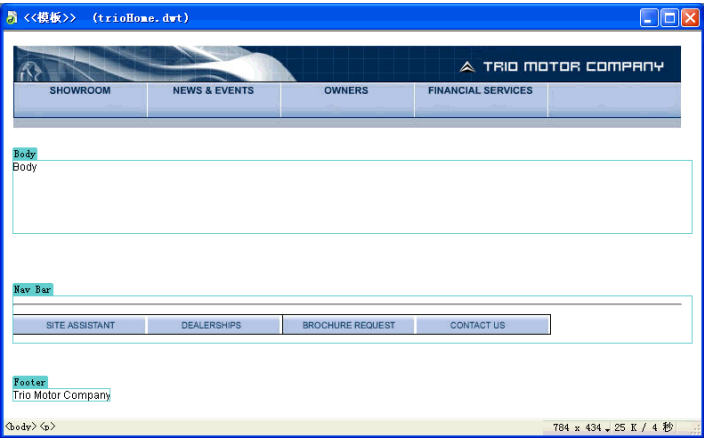 <<模板>> (trioHome.dwt)
TRIO MOTOR COMPANY
SHOWROOM NEWS & EVENTS OWNERS FINANCIAL SERVICES
Body
Body
Nav Bar
SITE ASSISTANT DEALERSHIPS BROCHURE REQUEST CONTACT US
Footer
Trio Motor Company
<body> <p> 784 x 434 25 K / 4 秒